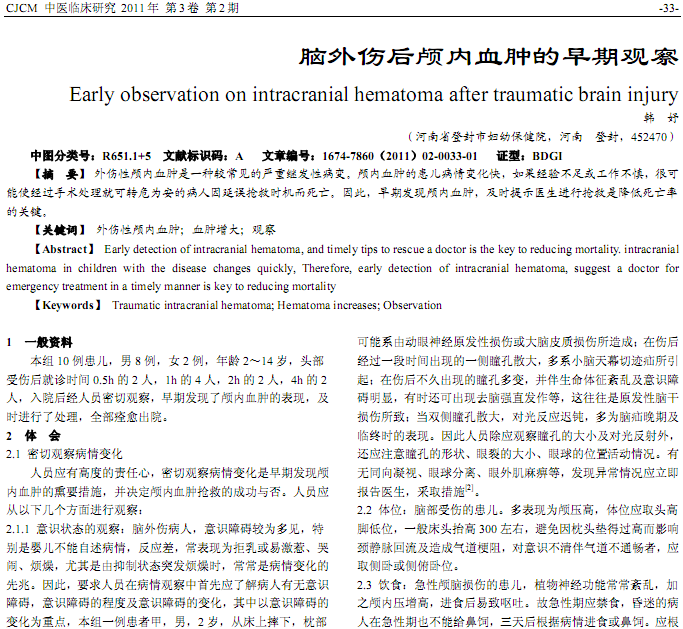 CJCM 中医临床研究 2011 年 第 3 卷 第 2 期 -33-
脑外伤后颅内血肿的早期观察
Early observation on intracranial hematoma after traumatic brain injury
韩 妤
（河南省登封市妇幼保健院，河南 登封，452470）
中图分类号：R651.1+5 文献标识码：A 文章编号：1674-7860（2011）02-0033-01 证型：BDGI
【摘 要】 外伤性颅内血肿是一种较常见的严重继发性病变。颅内血肿的患儿病情变化快，如果经验不足或工作不慎，很可
能使经过手术处理就可转危为安的病人因延误抢救时机而死亡。因此，早期发现颅内血肿，及时提示医生进行抢救是降低死亡率
的关键。
【关键词】 外伤性颅内血肿；血肿增大；观察
【Abstract】 Early detection of intracranial hematoma, and timely tips to rescue a doctor is the key to reducing mortality. intracranial
hematoma in children with the disease changes quickly, Therefore, early detection of intracranial hematoma, suggest a doctor for
emergency treatment in a timely manner is key to reducing mortality
【Keywords】 Traumatic intracranial hematoma; Hematoma increases; Observation
1 一般资料
本组 10 例患儿，男 8 例，女 2 例，年龄 2～14 岁，头部
受伤后就诊时间 0.5h 的 2 人，1h 的 4 人，2h 的 2 人，4h 的 2
人，入院后经人员密切观察，早期发现了颅内血肿的表现，及
时进行了处理，全部痊愈出院。
2 体 会
2.1 密切观察病情变化
人员应有高度的责任心，密切观察病情变化是早期发现颅
内血肿的重要措施，并决定颅内血肿抢救的成功与否。人员应
从以下几个方面进行观察：
2.1.1 意识状态的观察：脑外伤病人，意识障碍较为多见，特
别是婴儿不能自述病情，反应差，常表现为拒乳或易激惹、哭
闹、烦燥，尤其是由抑制状态突发烦燥时，常常是病情变化的
先兆。因此，要求人员在病情观察中首先应了解病人有无意识
障碍，意识障碍的程度及意识障碍的变化，其中以意识障碍的
变化为重点，本组一例患者甲，男，2 岁，从床上摔下，枕部
可能系由动眼神经原发性损伤或大脑皮质损伤所造成；在伤后
经过一段时间出现的一侧瞳孔散大，多系小脑天幕切迹疝所引
起；在伤后不久出现的瞳孔多变，并伴生命体征紊乱及意识障
碍明显，有时还可出现去脑强直发作等，这往往是原发性脑干
损伤所致；当双侧瞳孔散大，对光反应迟钝，多为脑疝晚期及
临终时的表现。因此人员除应观察瞳孔的大小及对光反射外，
还应注意瞳孔的形状、眼裂的大小、眼球的位置活动情况。有
无同向凝视、眼球分离、眼外肌麻痹等，发现异常情况应立即
报告医生，采取措施[2]。
2.2 体位：脑部受伤的患儿。多表现为颅压高，体位应取头高
脚低位，一般床头抬高 300 左右，避免因枕头垫得过高而影响
颈静脉回流及造成气道梗阻，对意识不清伴气道不通畅者，应
取侧卧或侧俯卧位。
2.3 饮食：急性颅脑损伤的患儿，植物神经功能常常紊乱，加
之颅内压增高，进食后易致呕吐。故急性期应禁食，昏迷的病
人在急性期也不能给鼻饲，三天后根据病情进食或鼻饲。应根